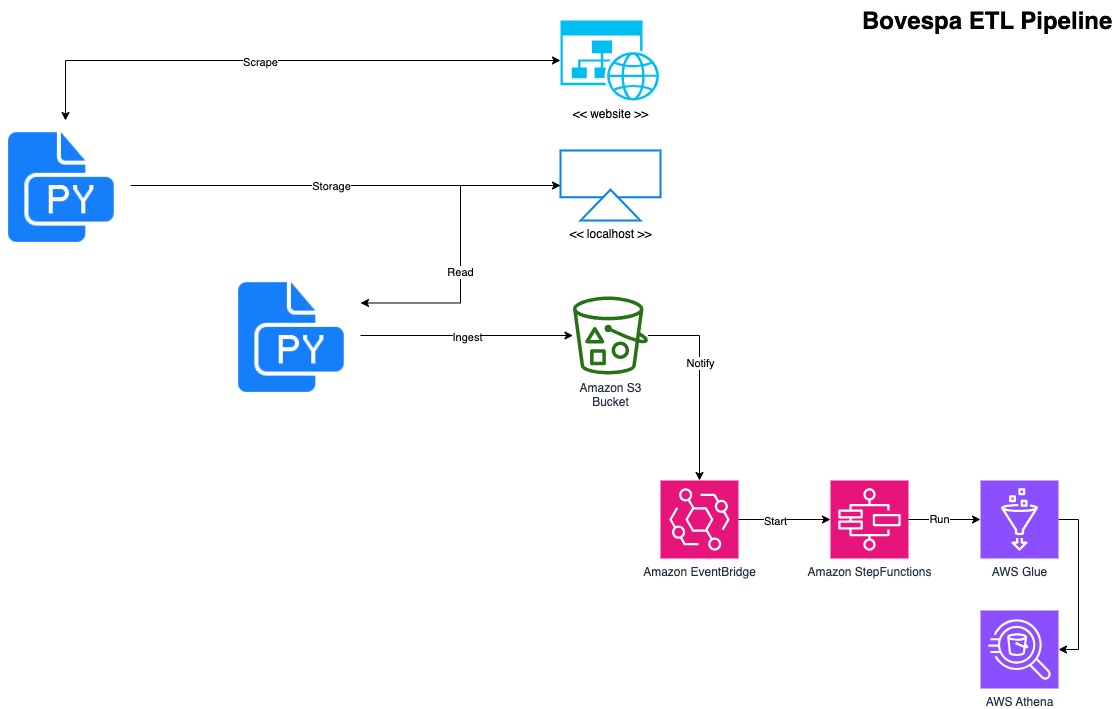 Bovespa ETL Pipeline
Scrape
<< website >>
PY
Storage
<< localhost >>
Read
PY
Ingest
Amazon S3
Bucket
Notify
Start
Run
Amazon EventBridge
Amazon StepFunctions
AWS Glue
AWS Athena